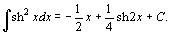 ∫sh² xdx = −1/2 x + 1/4 sh2x + C.